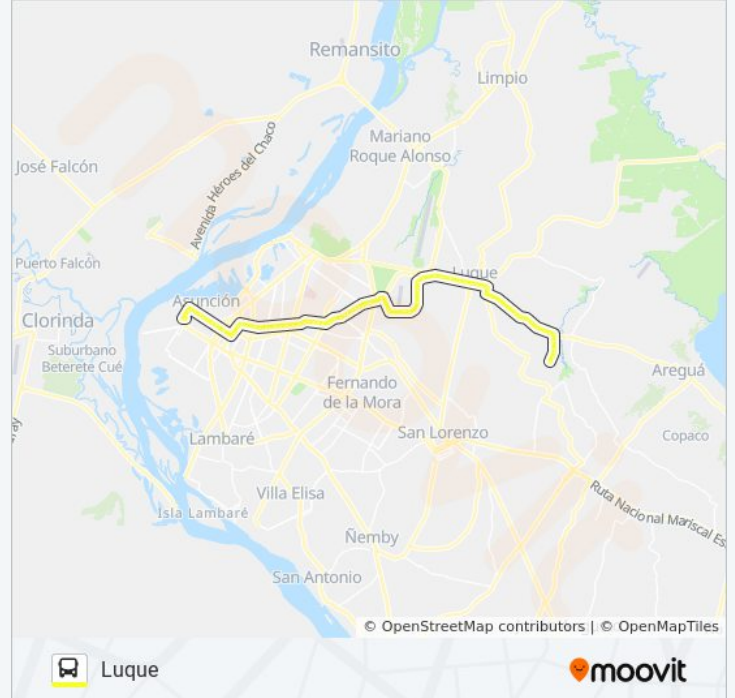 Remansito
Limpio
Mariano
Roque Alonso
José Falcón
Avenida Héroes del Chaco
Puerto Falcón
Luque
Asunción
Clorinda
Suburbano
Beterete Cué
Areguá
Fernando
de la Mora
Lambaré
San Lorenzo
Copaco
Villa Elisa
Ruta Nacional Mariscal Es
Isla Lambaré
Ñemby
San Antonio
© OpenStreetMap contributors | © OpenMapTiles
Luque
moovit